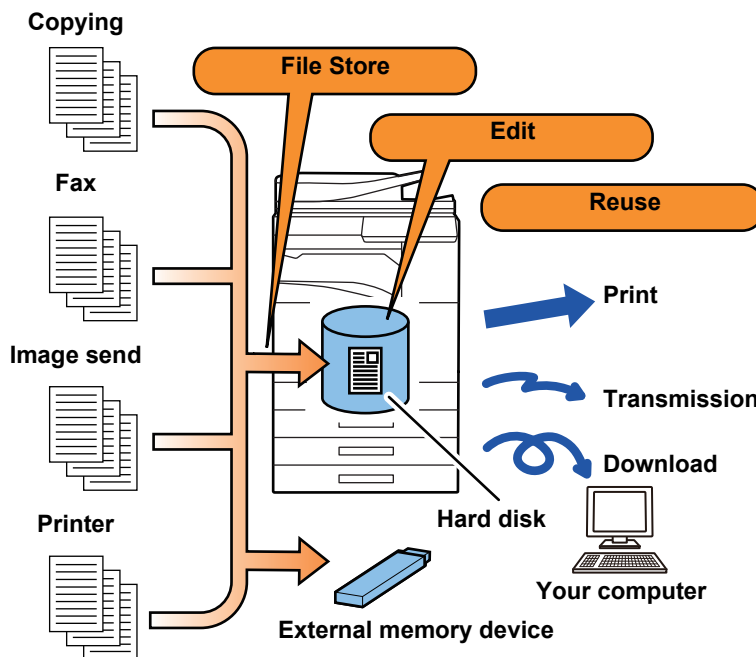 Copying
File Store
Edit
Fax
Reuse
Print
Image send
Transmission
Download
Hard disk
Printer
Your computer
External memory device